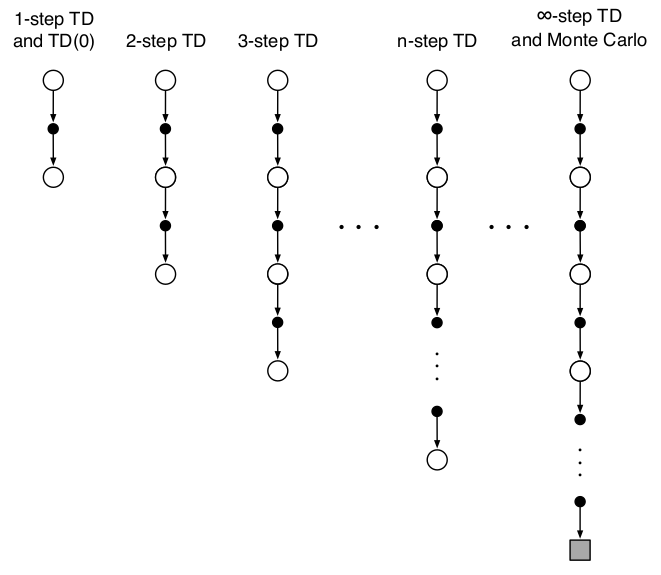 1-step TD
and TD(0)
2-step TD
3-step TD
n-step TD
∞-step TD
and Monte Carlo